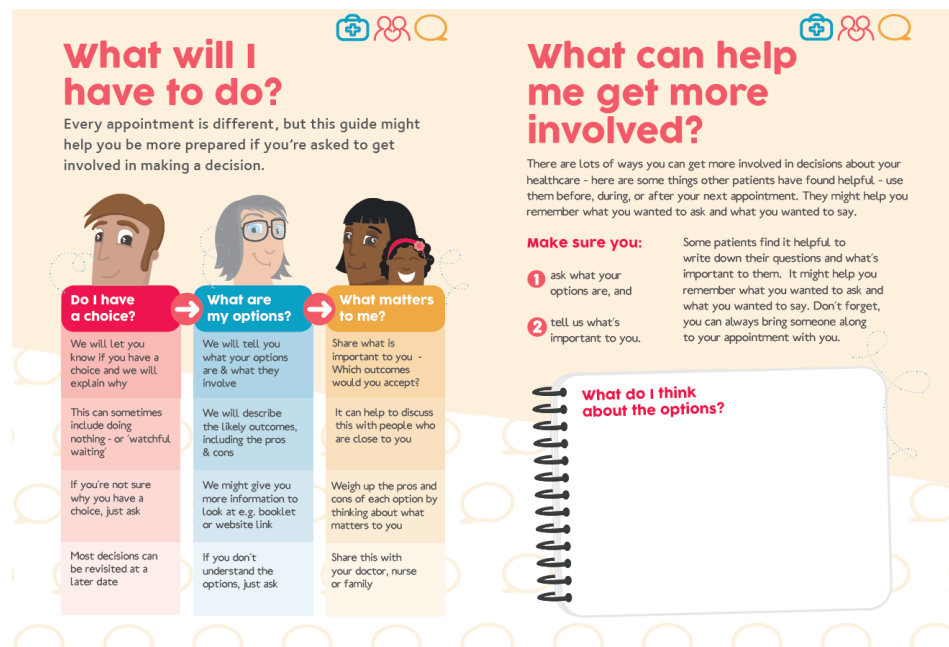 What will I
have to do?
Every appointment is different, but this guide might
help you be more prepared if you're asked to get
involved in making a decision.
Do I have
a choice?
We will let you
know if you have a
choice and we will
explain why
This can sometimes
include doing
nothing - or 'watchful
waiting'
If you're not sure
why you have a
choice, just ask
Most decisions can
be revisited at a
later date
What are
my options?
We will tell you
what your options
are & what they
involve
We will describe
the likely outcomes,
including the pros
& cons
We might give you
more information to
look at e.g. booklet
or website link
If you don't
understand the
options, just ask
What matters
to me?
Share what is
important to you -
Which outcomes
would you accept?
It can help to discuss
this with people who
are close to you
Weigh up the pros and
cons of each option by
thinking about what
matters to you
Share this with
your doctor, nurse
or family
What can help
me get more
involved?
There are lots of ways you can get more involved in decisions about your
healthcare - here are some things other patients have found helpful - use
them before, during, or after your next appointment. They might help you
remember what you wanted to ask and what you wanted to say.
Make sure you:
1 ask what your
options are, and
2 tell us what's
important to you.
Some patients find it helpful to
write down their questions and what's
important to them. It might help you
remember what you wanted to ask and
what you wanted to say. Don't forget,
you can always bring someone along
to your appointment with you.
What do I think
about the options?